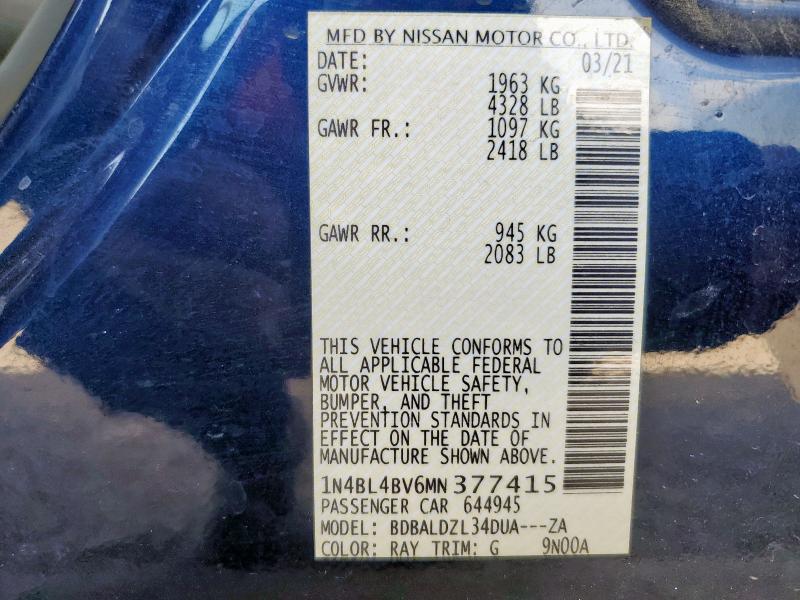 MFD BY NISSAN MOTOR CO., LTD.
DATE: 03/21
GVWR: 1963 KG
4328 LB
GAWR FR.: 1097 KG
2418 LB
GAWR RR.: 945 KG
2083 LB
THIS VEHICLE CONFORMS TO
ALL APPLICABLE FEDERAL
MOTOR VEHICLE SAFETY,
BUMPER, AND THEFT
PREVENTION STANDARDS IN
EFFECT ON THE DATE OF
MANUFACTURE SHOWN ABOVE.
1N4BL4BV6MN377415
PASSENGER CAR 644945
MODEL: BDBALDZL34DUA---ZA
COLOR: RAY TRIM: G 9N00A